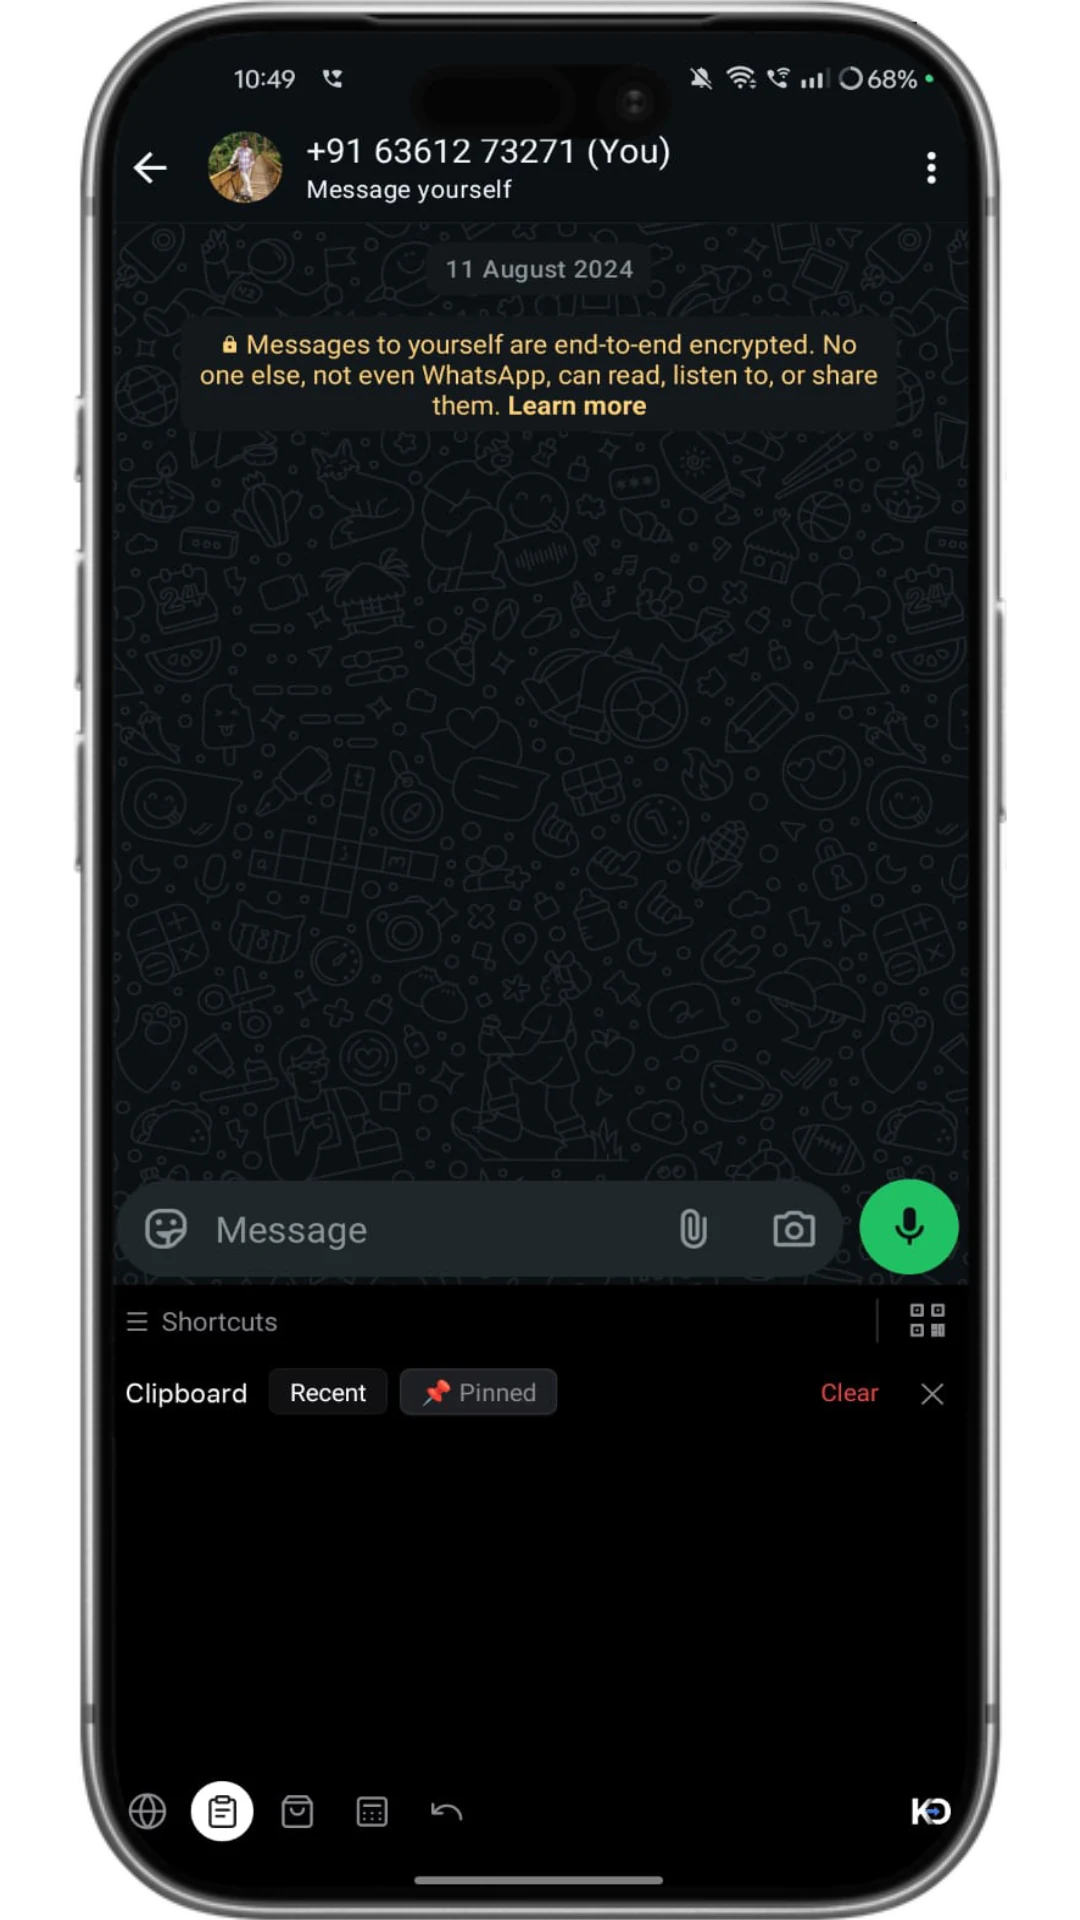 10:49
68%
+91 63612 73271 (You)
Message yourself
11 August 2024
Messages to yourself are end-to-end encrypted. No
one else, not even WhatsApp, can read, listen to, or share
them. Learn more
Message
Shortcuts
Clipboard
Recent
📌 Pinned
Clear